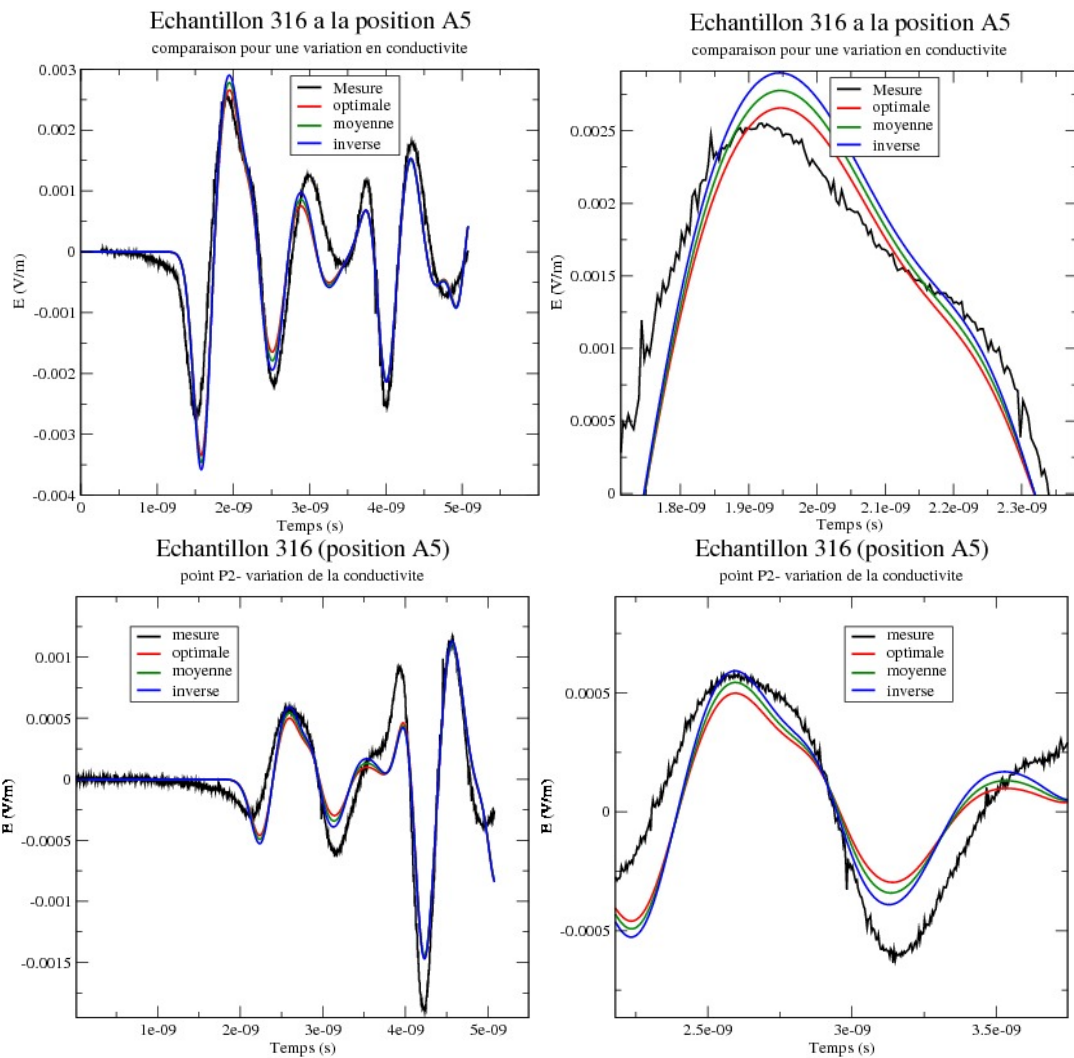 Echantillon 316 a la position A5
comparaison pour une variation en conductivite
0.003
0.002
0.001
0
-0.001
-0.002
-0.003
-0.004
E (V/m)
Mesure
optimale
moyenne
inverse
0 1e-09 2e-09 3e-09 4e-09 5e-09
Temps (s)
Echantillon 316 a la position A5
comparaison pour une variation en conductivite
0.0025
0.002
0.0015
0.001
0.0005
0
E (V/m)
Mesure
optimale
moyenne
inverse
1.8e-09 1.9e-09 2e-09 2.1e-09 2.2e-09 2.3e-09
Temps (s)
Echantillon 316 (position A5)
point P2- variation de la conductivite
0.001
0.0005
0
-0.0005
-0.001
-0.0015
E (V/m)
mesure
optimale
moyenne
inverse
1e-09 2e-09 3e-09 4e-09 5e-09
Temps (s)
Echantillon 316 (position A5)
point P2- variation de la conductivite
0.0005
0
-0.0005
E (V/m)
mesure
optimale
moyenne
inverse
2.5e-09 3e-09 3.5e-09
Temps (s)